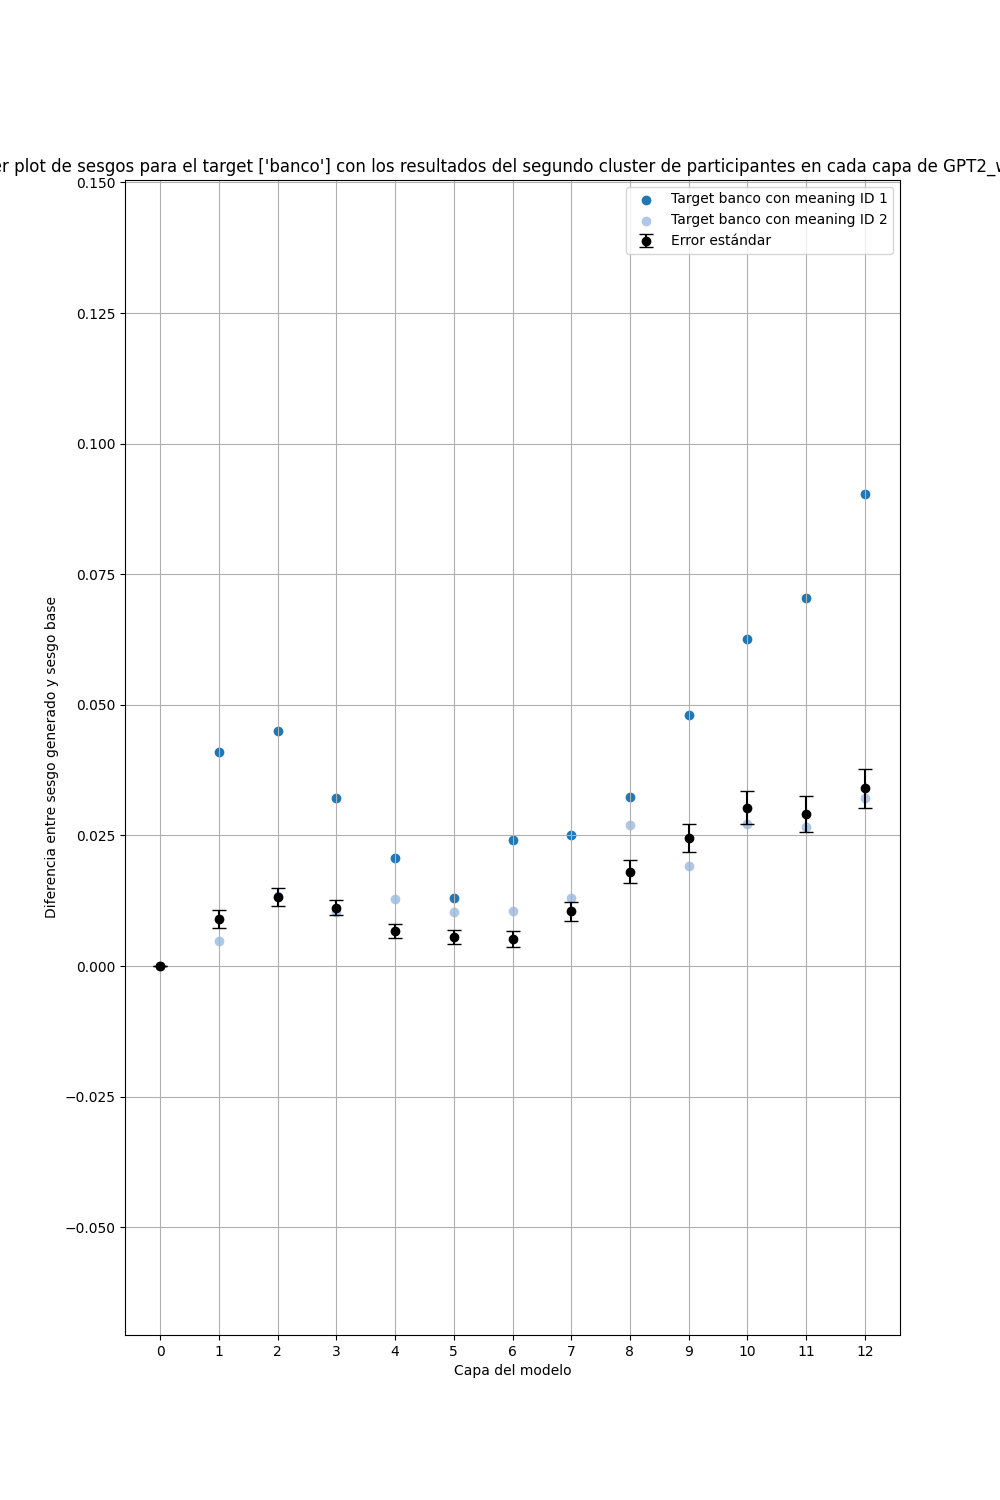 plot de sesgos para el target ['banco'] con los resultados del segundo cluster de participantes en cada capa de
Target banco con meaning ID 1
Target banco con meaning ID 2
Error estándar
0.150
0.125
0.100
0.075
0.050
0.025
0.000
−0.025
−0.050
Diferencia entre sesgo generado y sesgo base
0 1 2 3 4 5 6 7 8 9 10 11 12
Capa del modelo